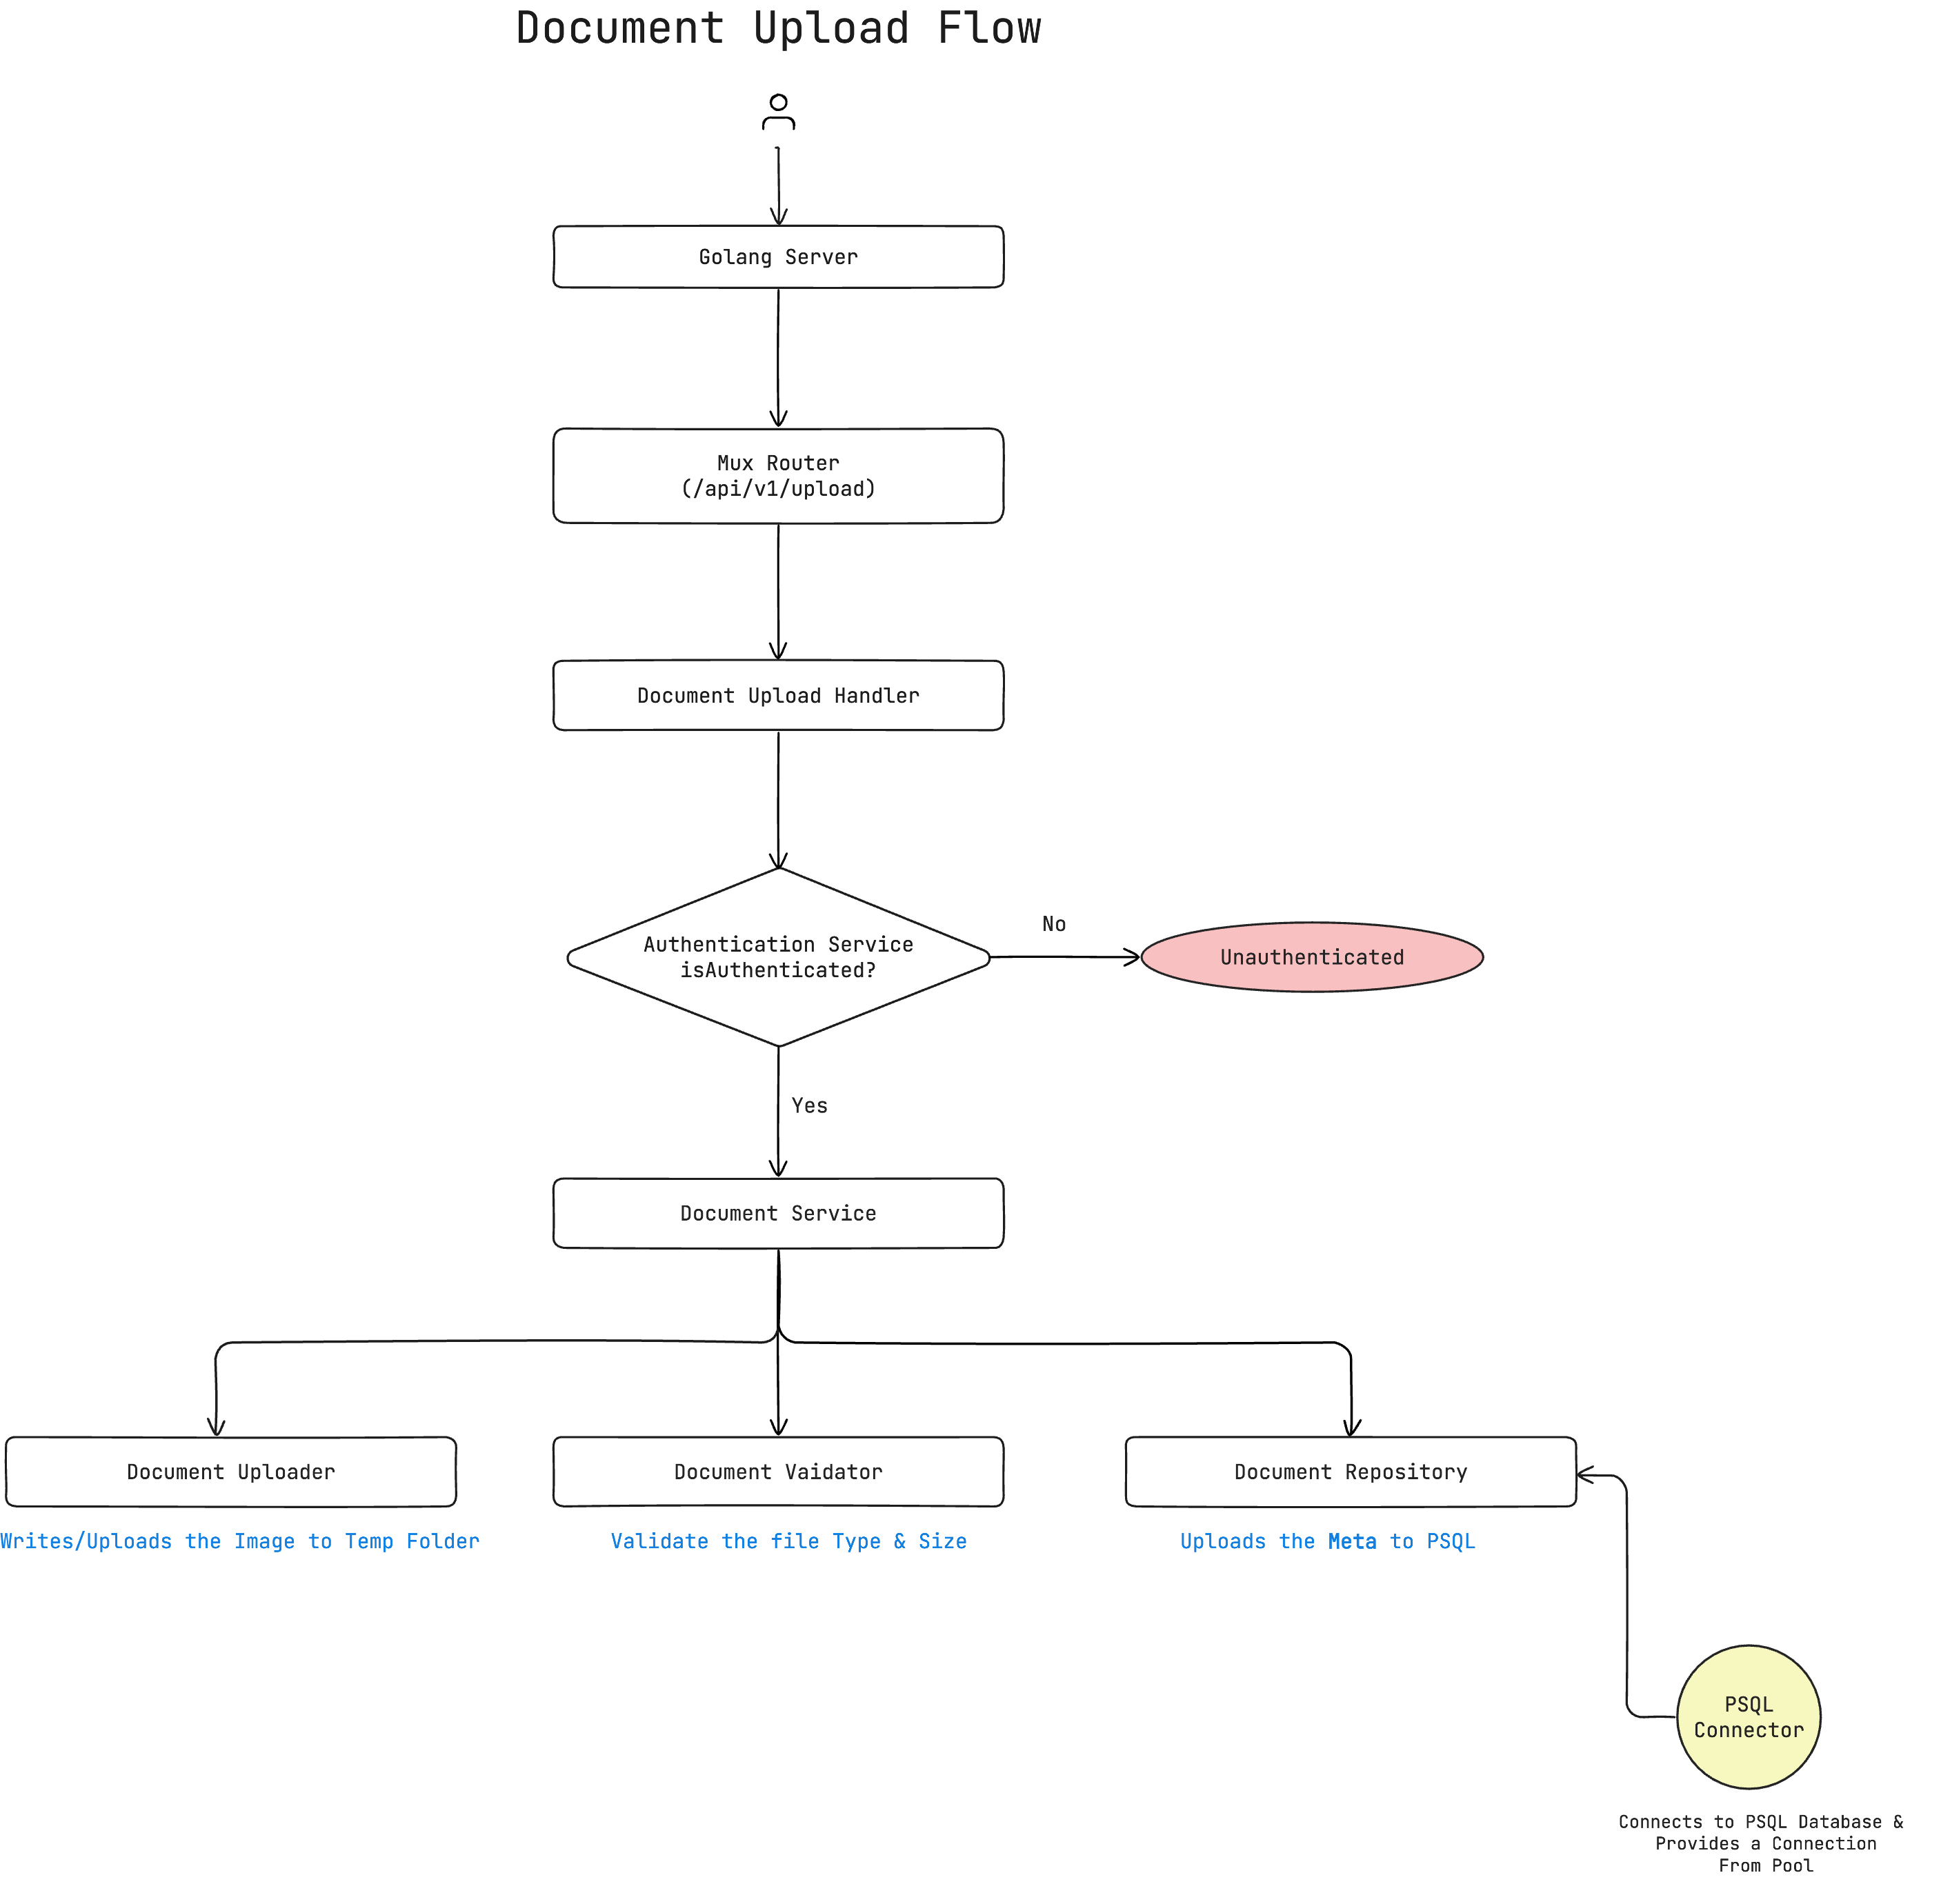 Document Upload Flow
Golang Server
Mux Router
(/api/v1/upload)
Document Upload Handler
Authentication Service
isAuthenticated?
No
Unauthenticated
Yes
Document Service
Document Uploader
Document Vaidator
Document Repository
Writes/Uploads the Image to Temp Folder
Validate the file Type & Size
Uploads the Meta to PSQL
PSQL
Connector
Connects to PSQL Database &
Provides a Connection
From Pool